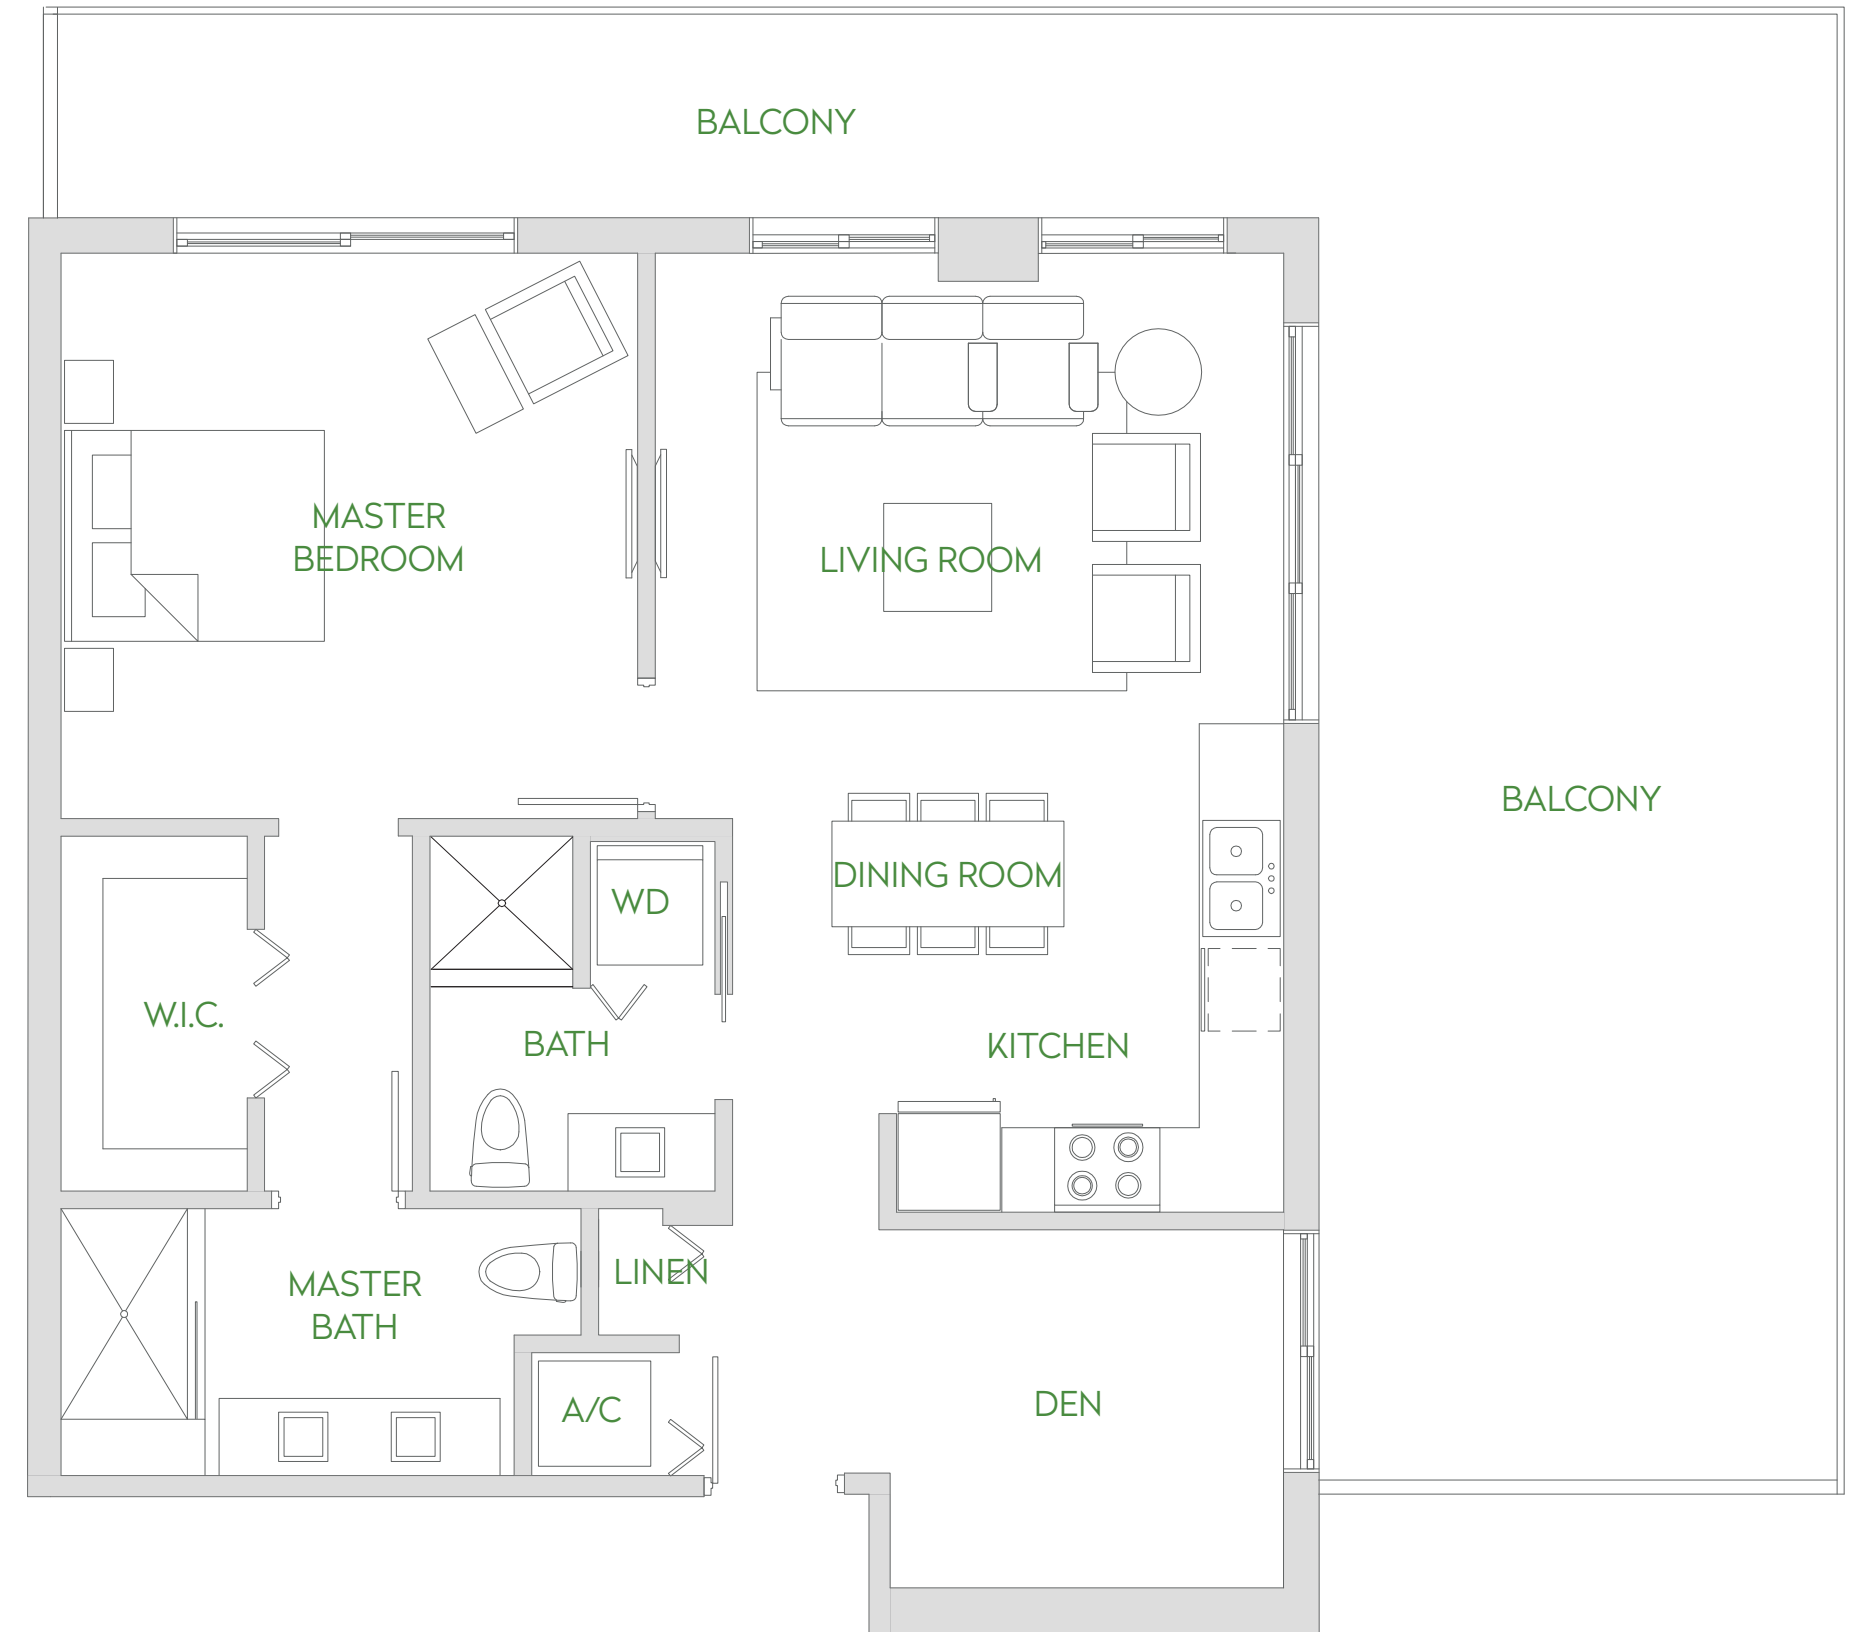 BALCONY
MASTER
BEDROOM
LIVING ROOM
BALCONY
DINING ROOM
WD
W.I.C.
BATH
KITCHEN
MASTER
BATH
LINEN
A/C
DEN